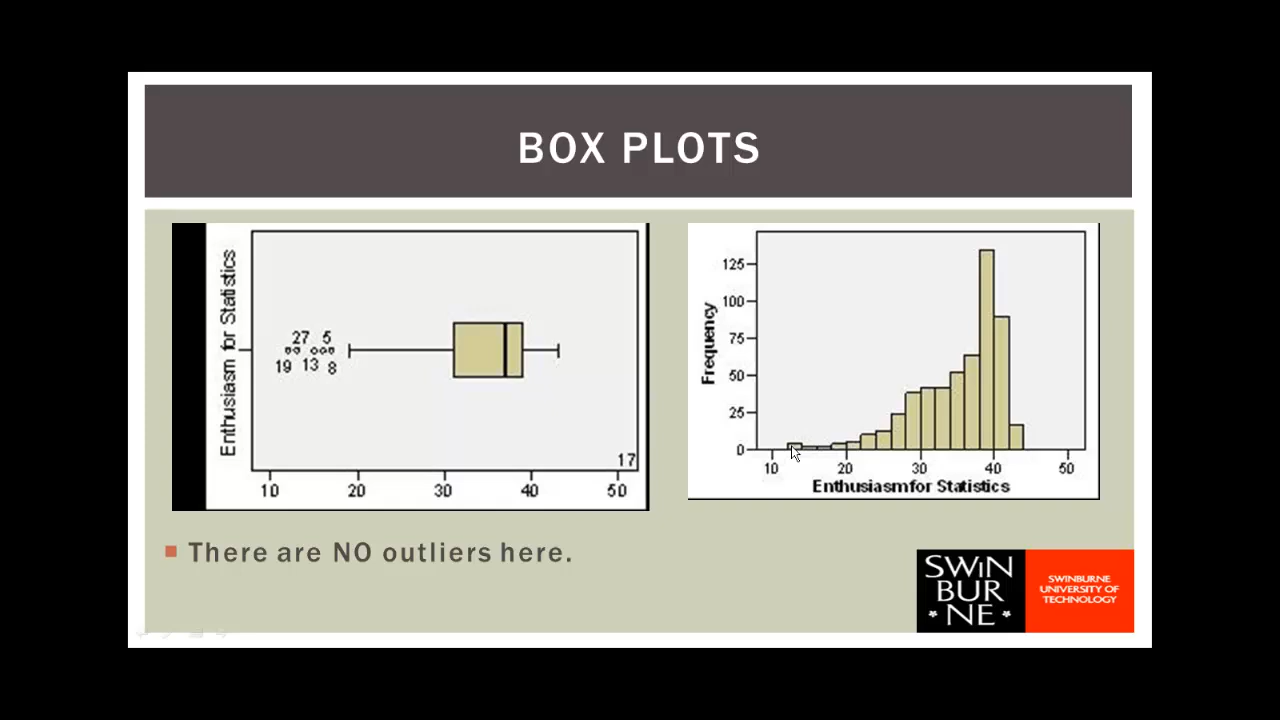 BOX PLOTS
Enthusiasm for Statistics
27 5
19 13 8
17
10 20 30 40 50
Frequency
125
100
75
50
25
0
10 20 30 40 50
Enthusiasm for Statistics
There are NO outliers here.
SWiN
BUR
* NE *
SWINBURNE
UNIVERSITY OF
TECHNOLOGY